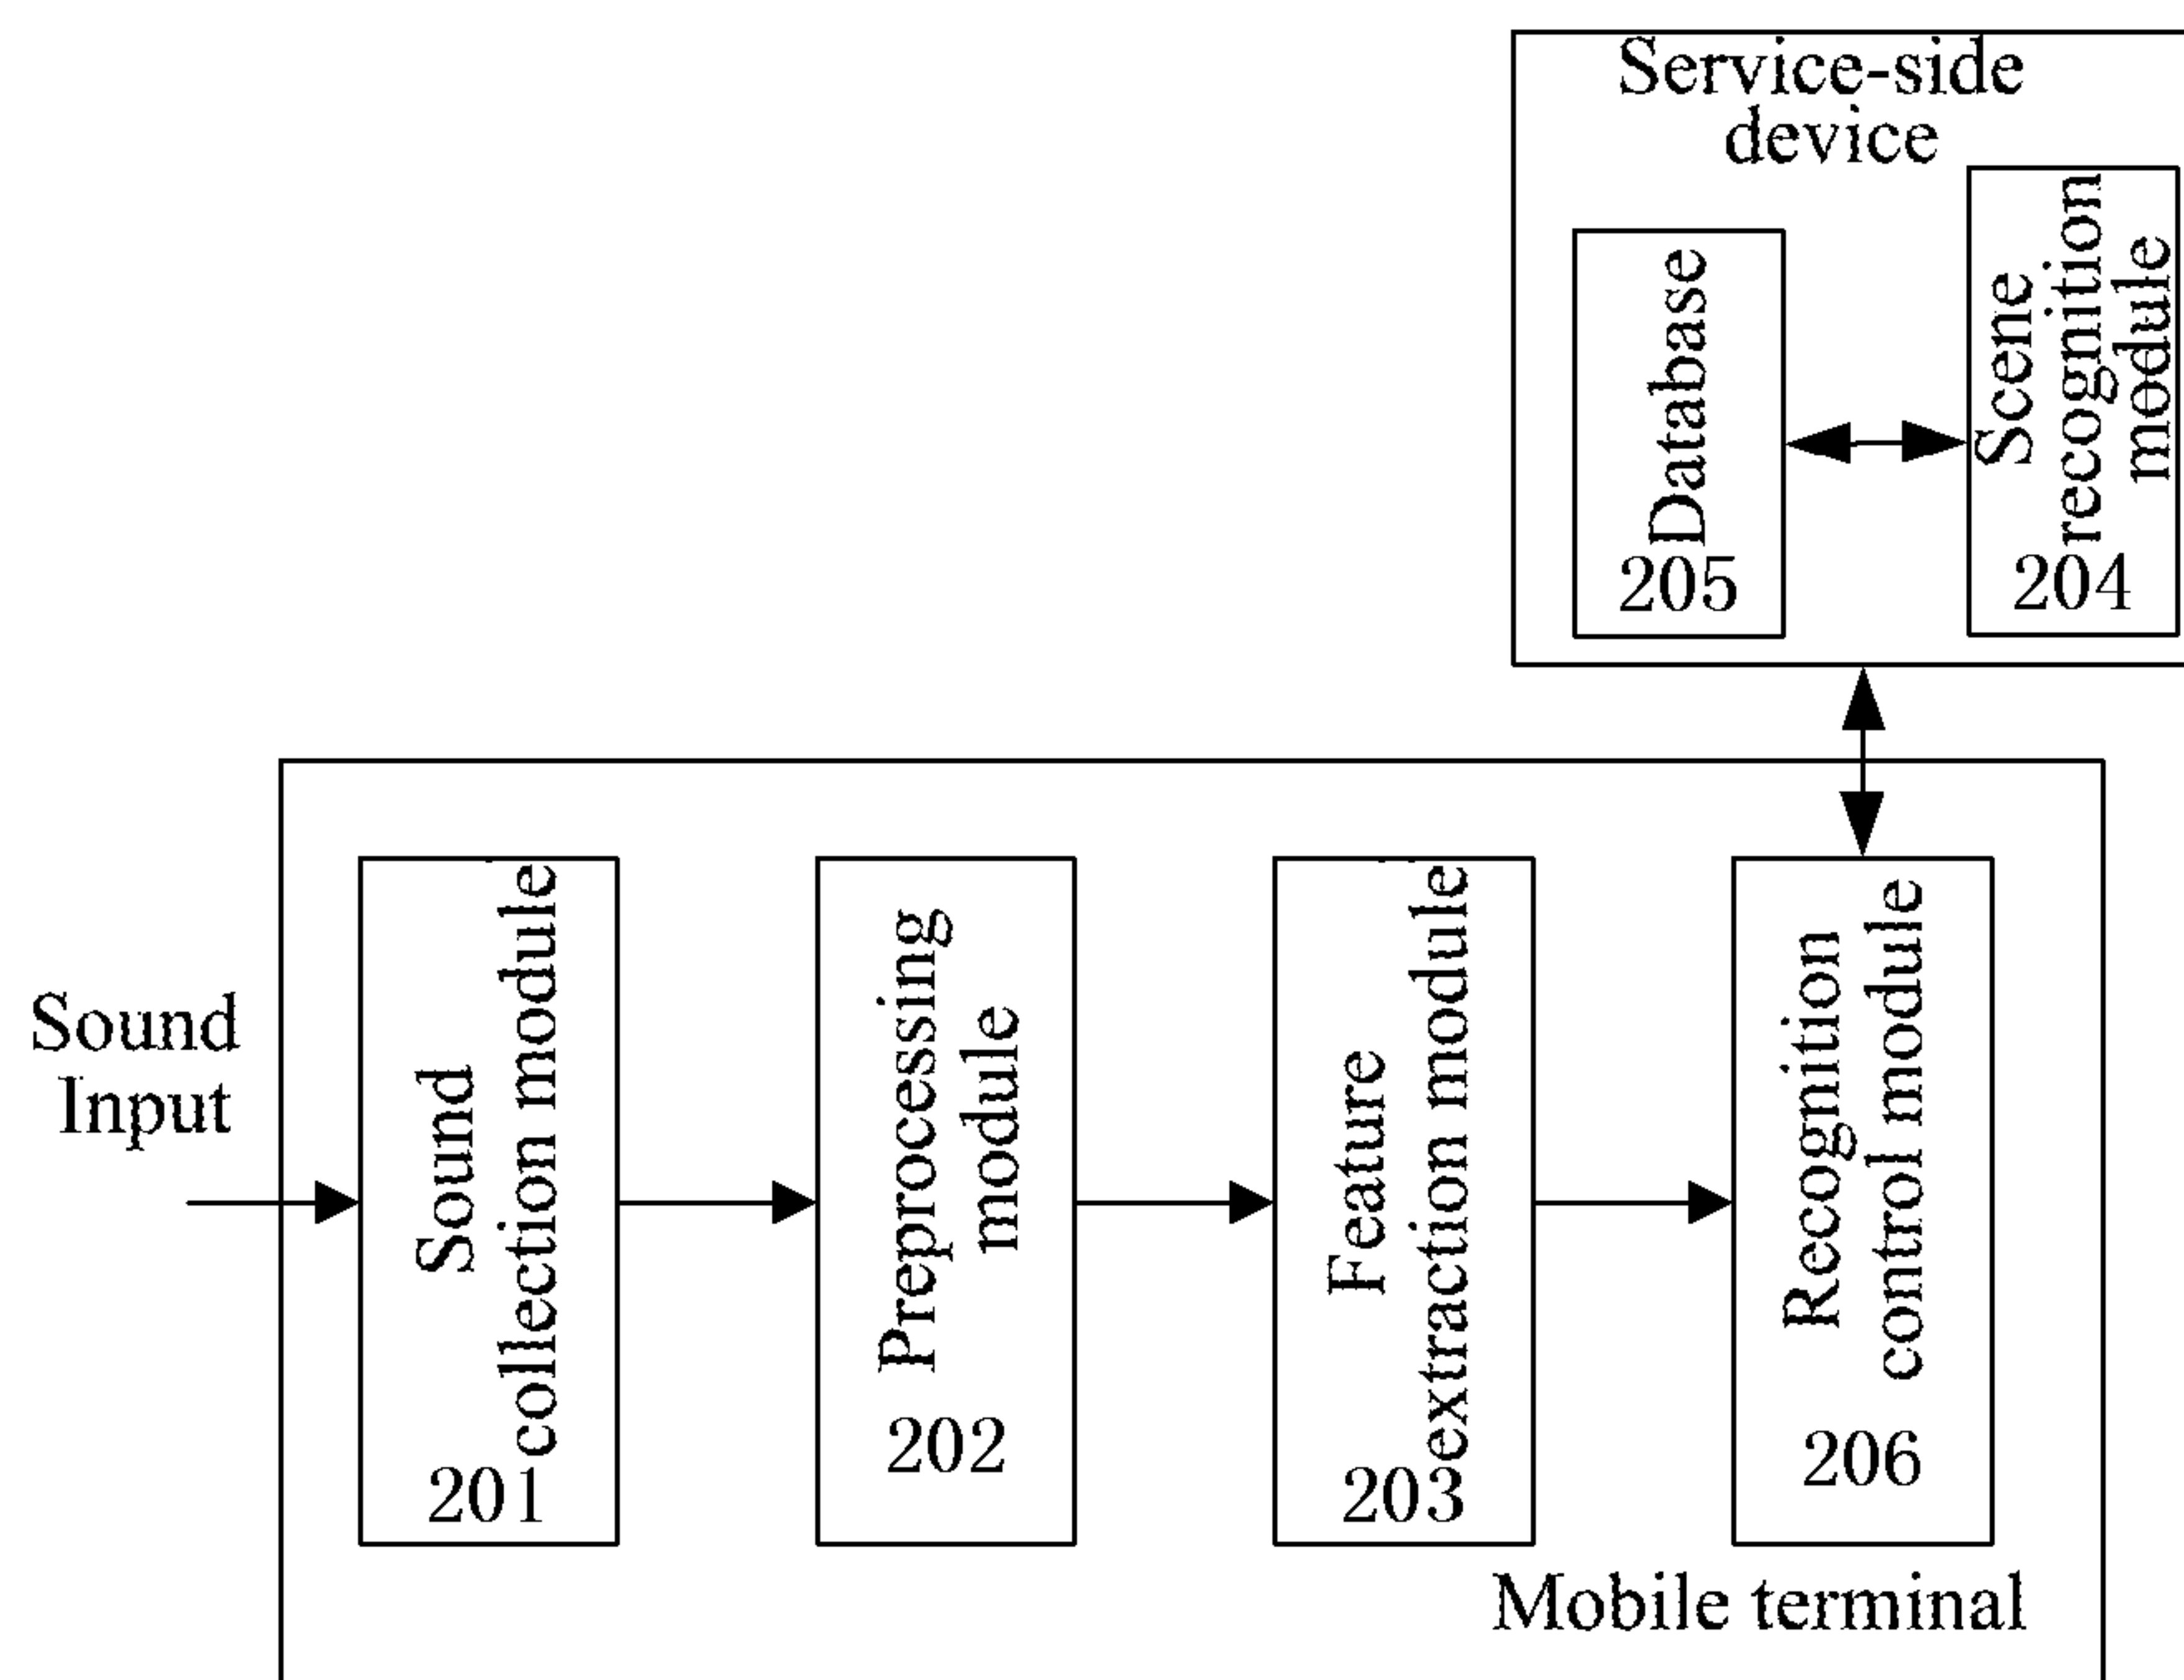 Service-side
device
Database
205
Scene
recognition
module
204
Sound
Input
Sound
collection module
201
Preprocessing
module
202
Feature
extraction module
203
Recognition
control module
206
Mobile terminal